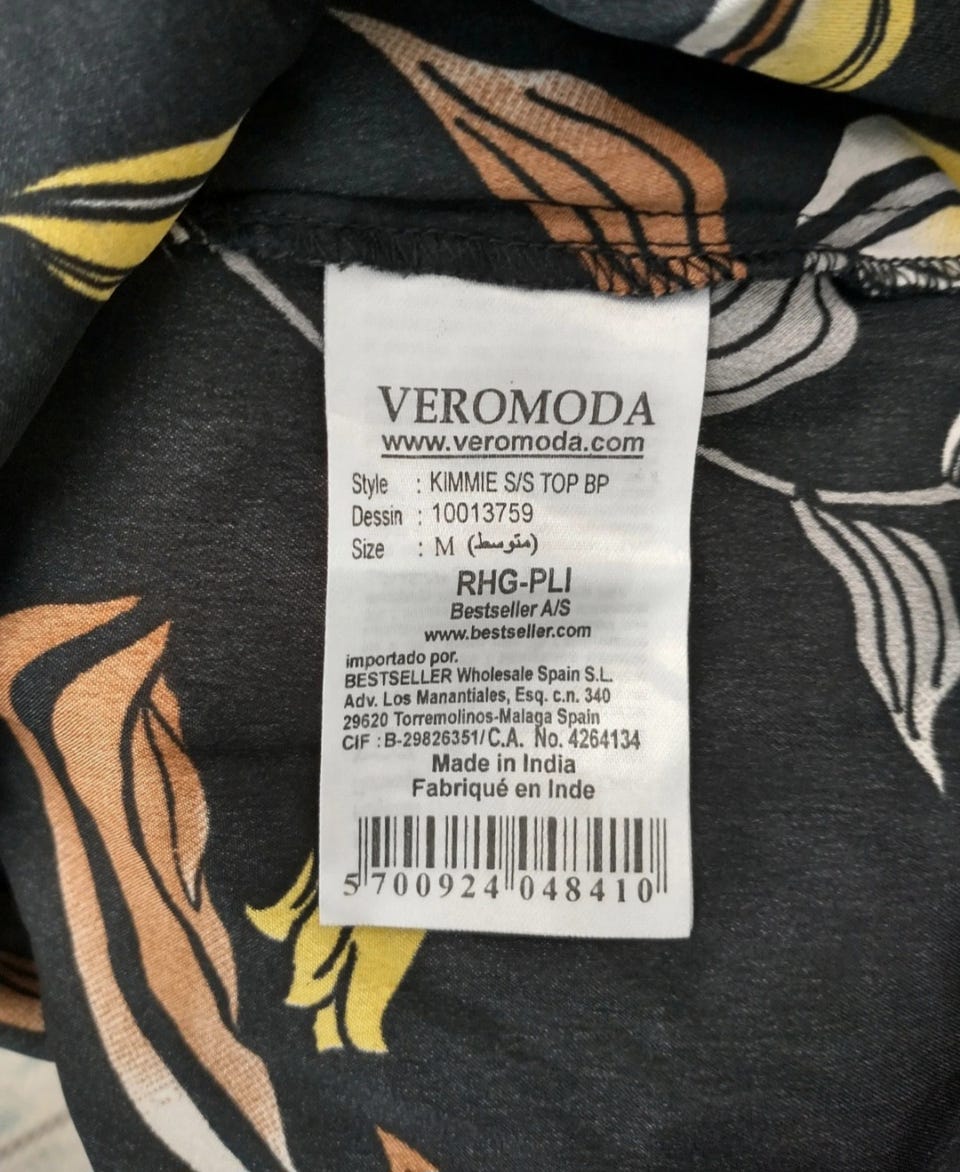 VEROMODA
www.veromoda.com
Style : KIMMIE S/S TOP BP
Dessin : 10013759
Size : M (متوسط)
RHG-PLI
Bestseller A/S
www.bestseller.com
importado por.
BESTSELLER Wholesale Spain S.L.
Adv. Los Manantiales, Esq. c.n. 340
29620 Torremolinos-Malaga Spain
CIF : B-29826351/C.A. No. 4264134
Made in India
Fabriqué en Inde
5 700924 048410